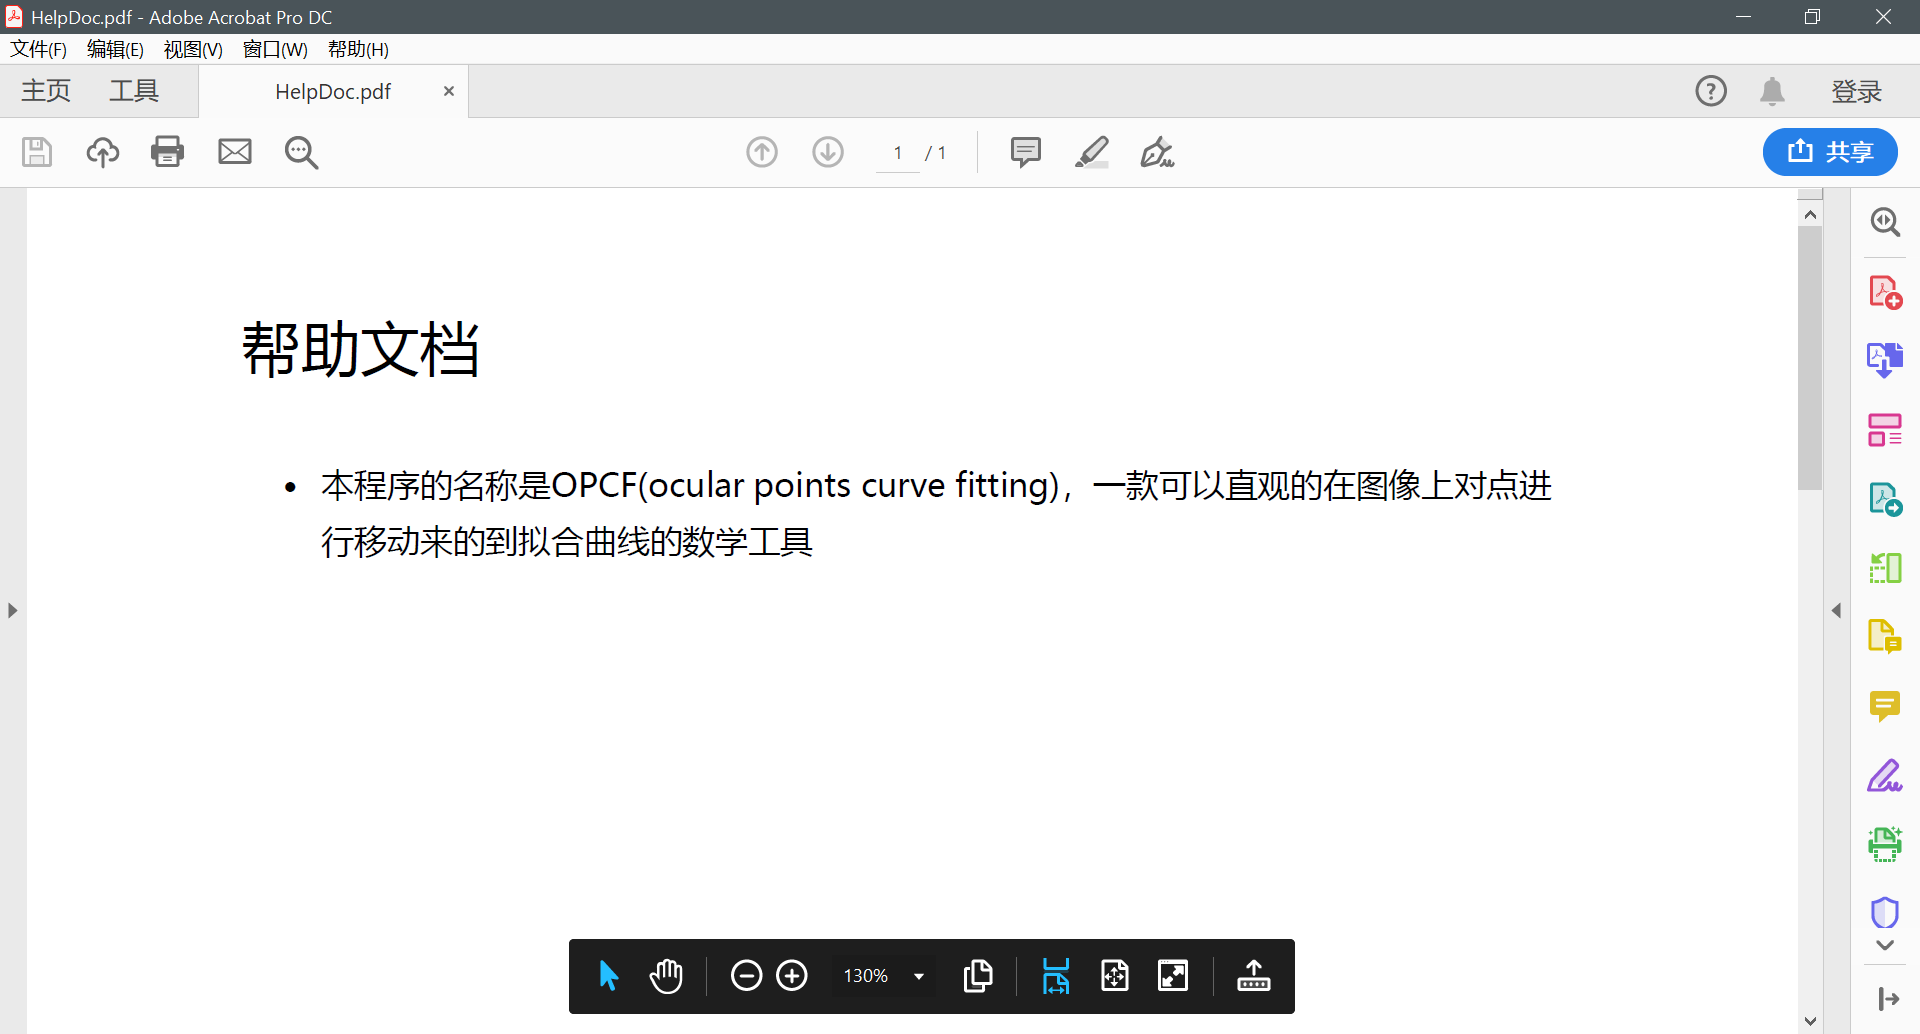 HelpDoc.pdf - Adobe Acrobat Pro DC
文件(F) 编辑(E) 视图(V) 窗口(W) 帮助(H)
主页 工具 HelpDoc.pdf 登录
1 / 1 共享
帮助文档
本程序的名称是OPCF(ocular points curve fitting)，一款可以直观的在图像上对点进
行移动来的到拟合曲线的数学工具
130%